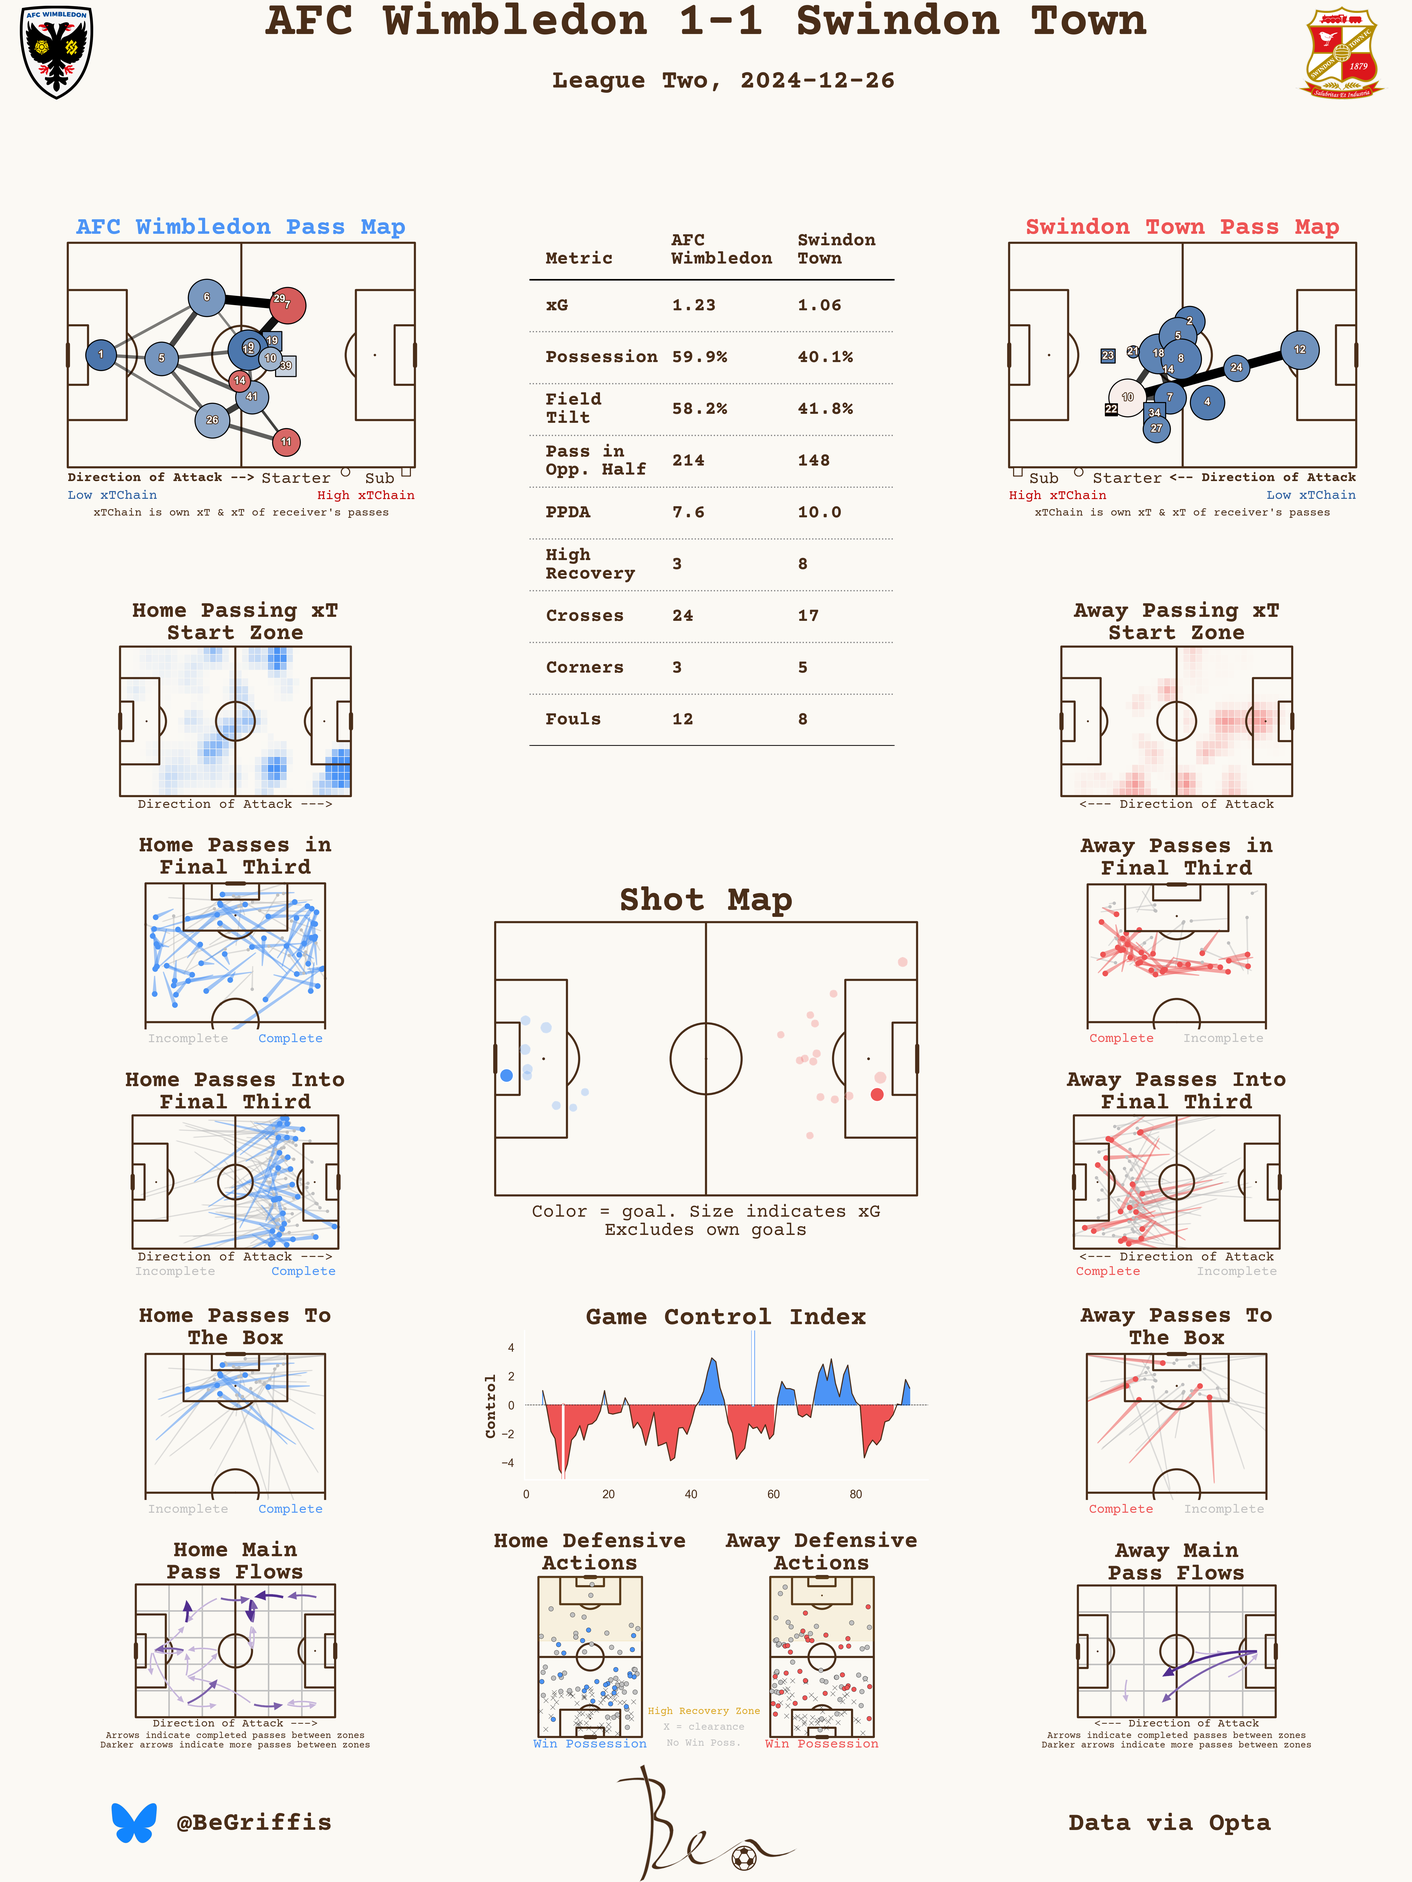 AFC WIMBLEDON
AFC Wimbledon 1-1 Swindon Town
League Two, 2024-12-26
SWINDON TOWN FC
1879
Salubritas Et Industria
AFC Wimbledon Pass Map
6
29
7
1
5
9
19
10
39
14
41
26
11
Direction of Attack --> Starter Sub
Low xTChain High xTChain
xTChain is own xT & xT of receiver's passes
Metric AFC Wimbledon Swindon Town
xG 1.23 1.06
Possession 59.9% 40.1%
Field Tilt 58.2% 41.8%
Pass in Opp. Half 214 148
PPDA 7.6 10.0
High Recovery 3 8
Crosses 24 17
Corners 3 5
Fouls 12 8
Swindon Town Pass Map
2
5
23
21
18
8
12
14
24
10
7
4
22
34
27
Sub Starter <-- Direction of Attack
High xTChain Low xTChain
xTChain is own xT & xT of receiver's passes
Home Passing xT
Start Zone
Direction of Attack --->
Away Passing xT
Start Zone
<--- Direction of Attack
Home Passes in
Final Third
Incomplete Complete
Away Passes in
Final Third
Complete Incomplete
Shot Map
Color = goal. Size indicates xG
Excludes own goals
Home Passes Into
Final Third
Direction of Attack --->
Incomplete Complete
Away Passes Into
Final Third
<--- Direction of Attack
Complete Incomplete
Home Passes To
The Box
Incomplete Complete
Game Control Index
Control
4
2
0
−2
−4
0 20 40 60 80
Away Passes To
The Box
Complete Incomplete
Home Main
Pass Flows
Direction of Attack --->
Arrows indicate completed passes between zones
Darker arrows indicate more passes between zones
Home Defensive
Actions
Win Possession
Away Defensive
Actions
Win Possession
High Recovery Zone
X = clearance
No Win Poss.
Away Main
Pass Flows
<--- Direction of Attack
Arrows indicate completed passes between zones
Darker arrows indicate more passes between zones
@BeGriffis
Ben
Data via Opta